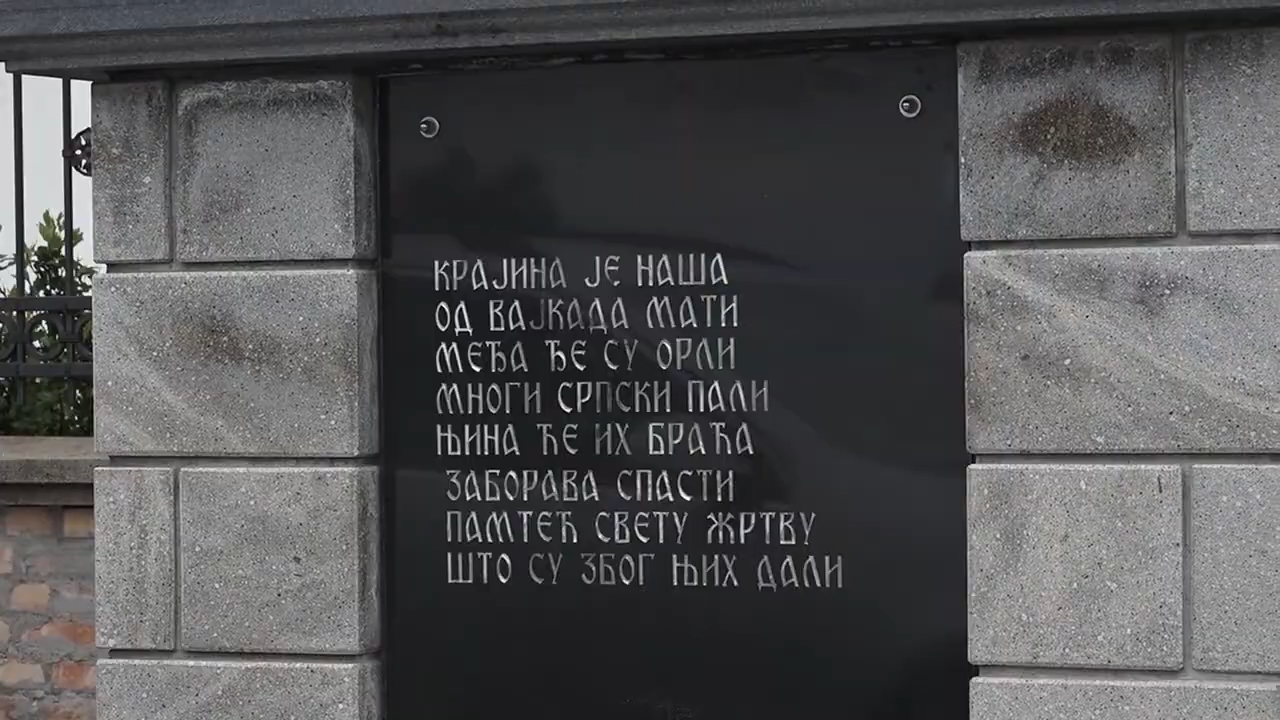 КРАЈИНА ЈЕ НАША
ОД ВАЈКАДА МАТИ
МЕЂА ЂЕ СУ ОРЛИ
МНОГИ СРПСКИ ПАЛИ
ЊИНА ЋЕ ИХ БРАЋА
ЗАБОРАВА СПАСТИ
ПАМТЕЋ СВЕТУ ЖРТВУ
ШТО СУ ЗБОГ ЊИХ ДАЛИ